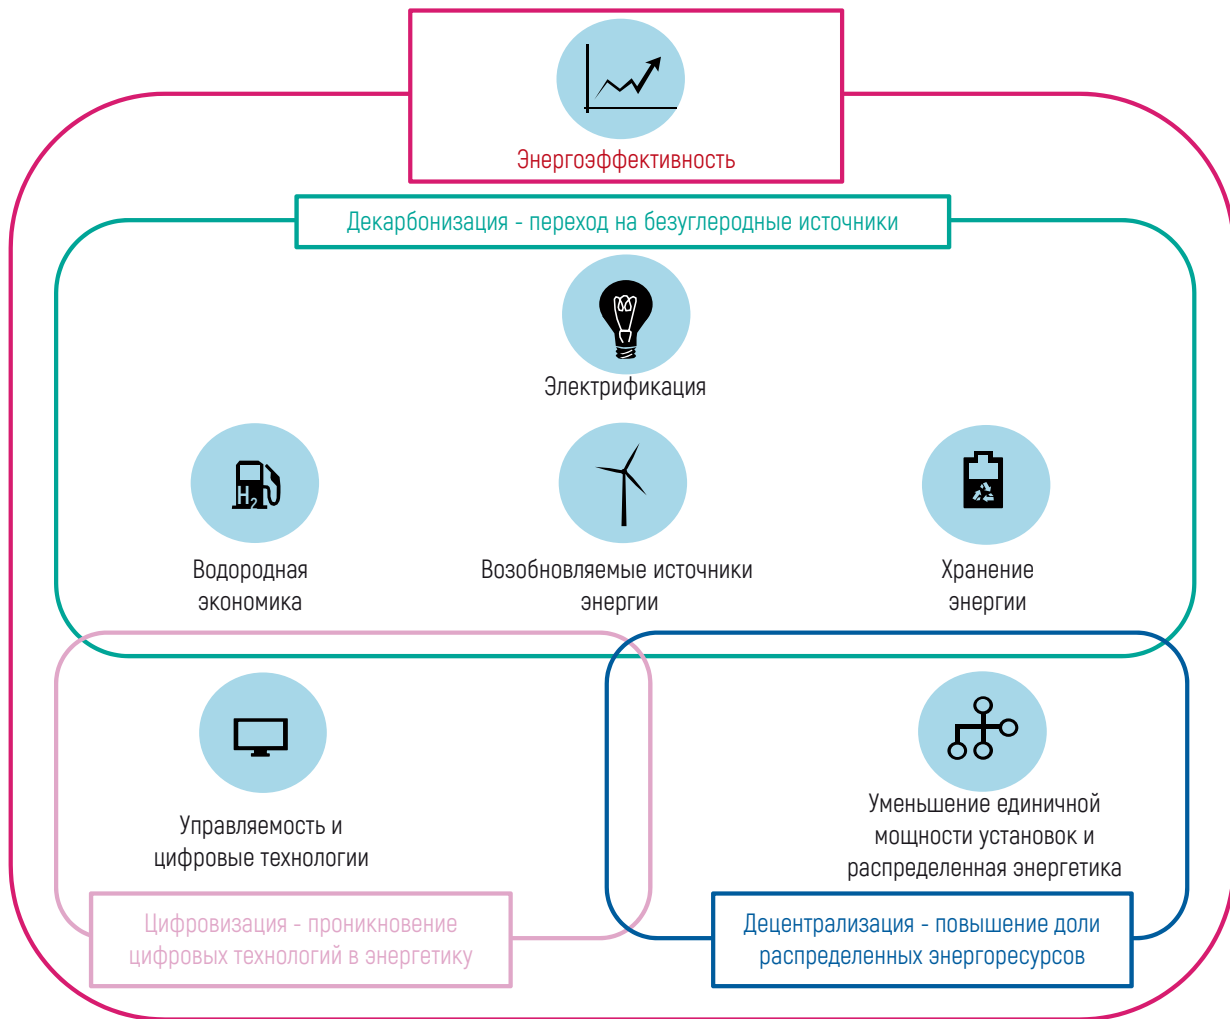 Энергоэффективность
Декарбонизация - переход на безуглеродные источники
Электрификация
H2
Водородная
экономика
Возобновляемые источники
энергии
Хранение
энергии
Управляемость и
цифровые технологии
Уменьшение единичной
мощности установок и
распределенная энергетика
Цифровизация - проникновение
цифровых технологий в энергетику
Децентрализация - повышение доли
распределенных энергоресурсов